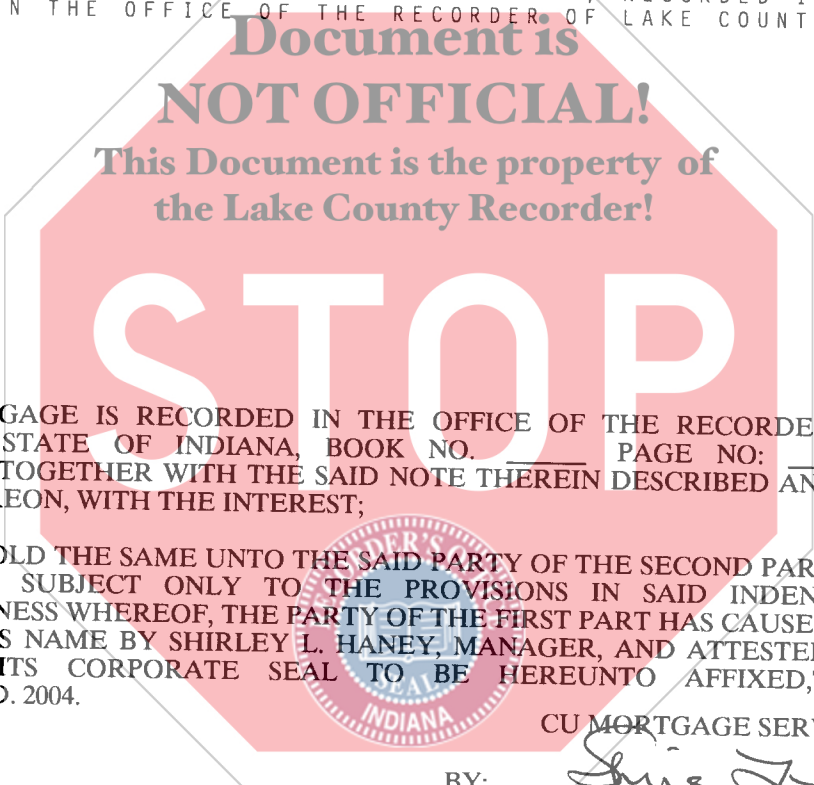 N THE OFFICE OF THE RECORDER OF LAKE COUNT
Document is
NOT OFFICIAL!
This Document is the property of
the Lake County Recorder!
STOP
GAGE IS RECORDED IN THE OFFICE OF THE RECORDE
STATE OF INDIANA, BOOK NO. _____ PAGE NO: __
TOGETHER WITH THE SAID NOTE THEREIN DESCRIBED AN
EON, WITH THE INTEREST;
OLD THE SAME UNTO THE SAID PARTY OF THE SECOND PAR
SUBJECT ONLY TO THE PROVISIONS IN SAID INDEN
NESS WHEREOF, THE PARTY OF THE FIRST PART HAS CAUSE
S NAME BY SHIRLEY L. HANEY, MANAGER, AND ATTESTE
ITS CORPORATE SEAL TO BE HEREUNTO AFFIXED,
D. 2004.
SEAL
INDIANA
CU MORTGAGE SERV
BY: